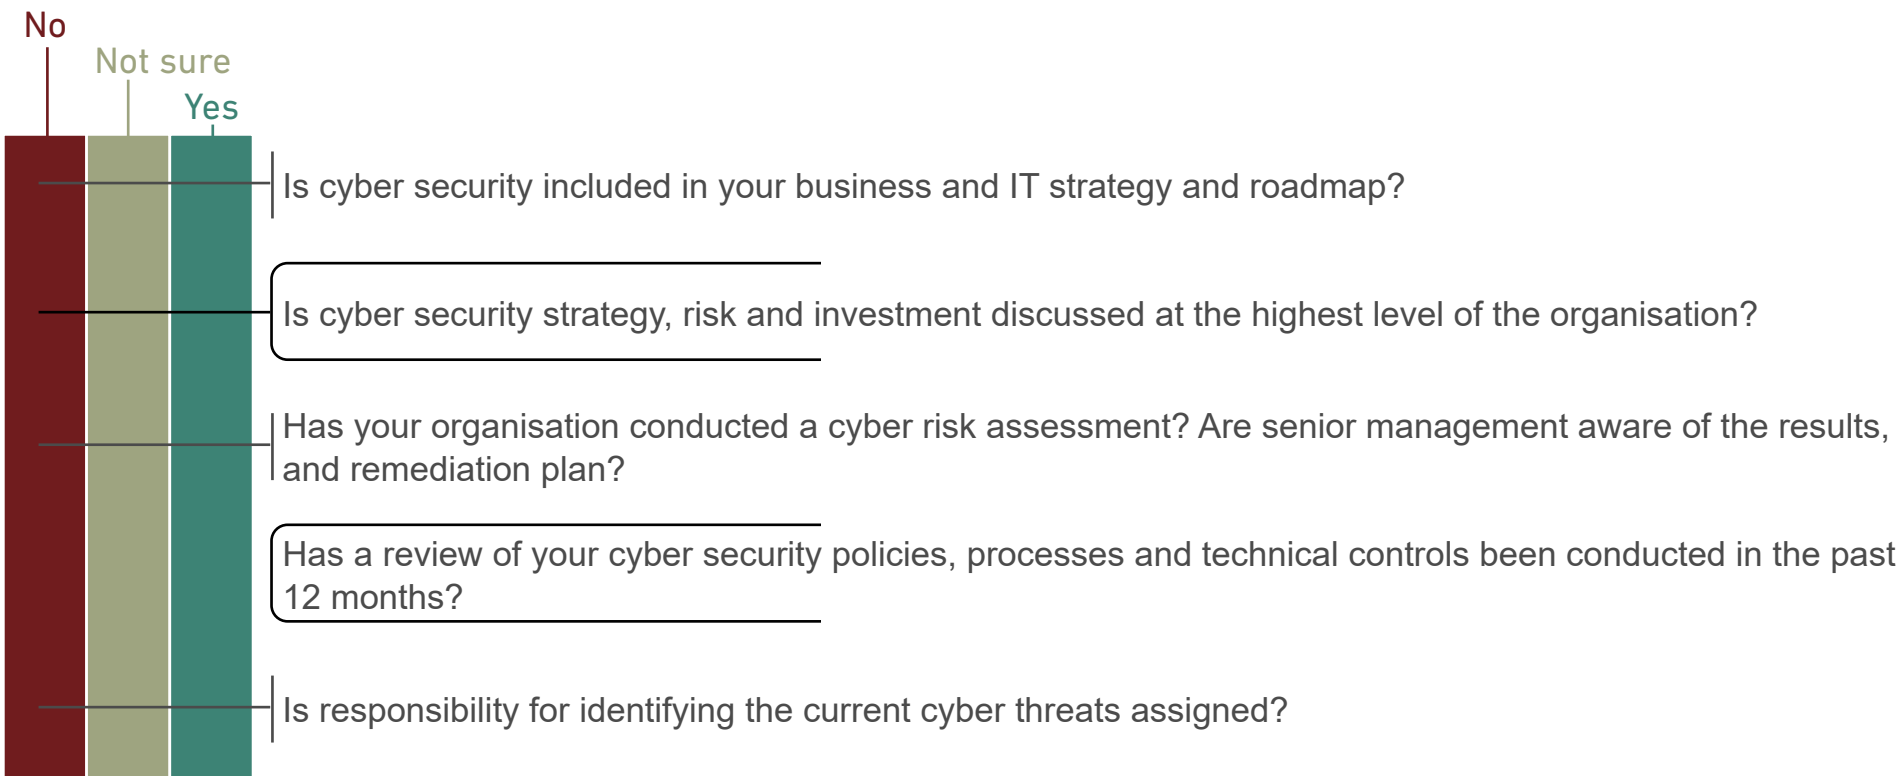 No
Not sure
Yes
Is cyber security included in your business and IT strategy and roadmap?
Is cyber security strategy, risk and investment discussed at the highest level of the organisation?
Has your organisation conducted a cyber risk assessment? Are senior management aware of the results,
and remediation plan?
Has a review of your cyber security policies, processes and technical controls been conducted in the past
12 months?
Is responsibility for identifying the current cyber threats assigned?